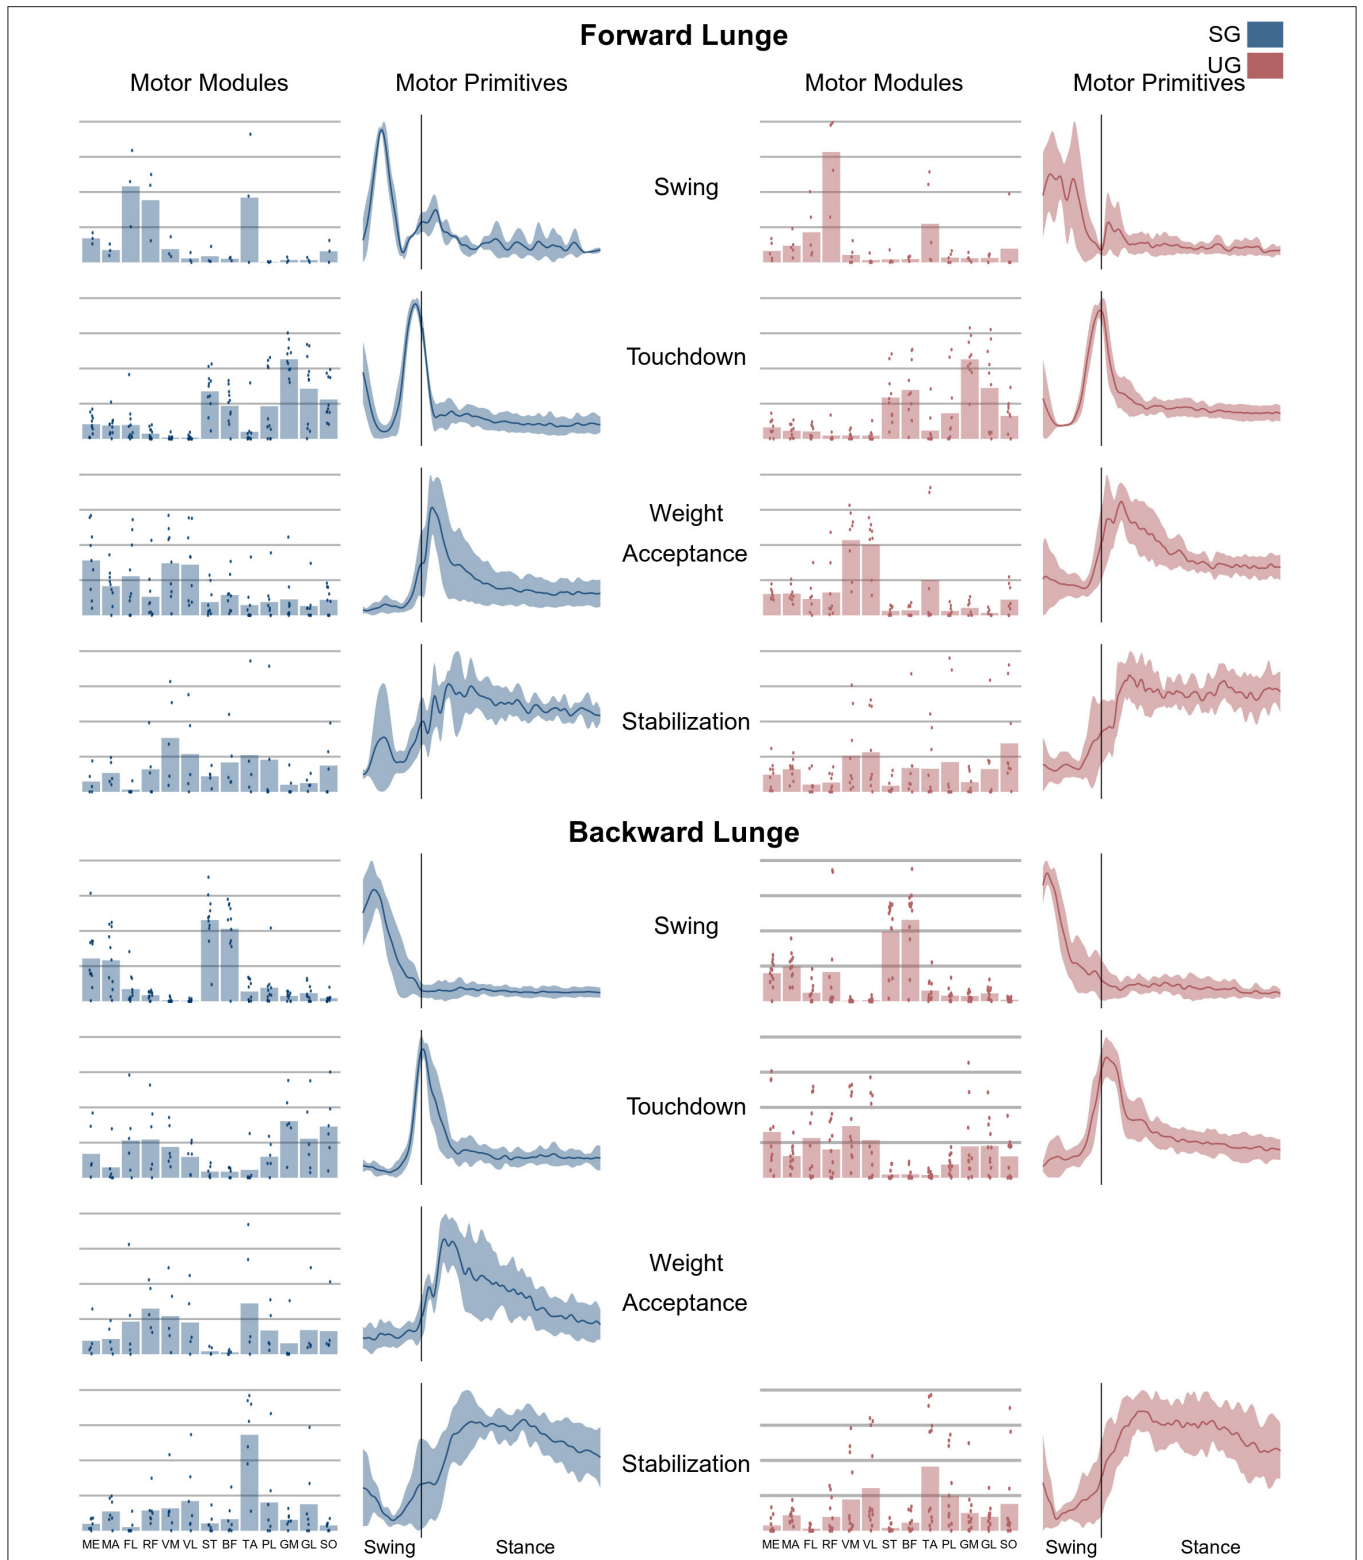 Forward Lunge
SG
UG
Motor Modules
Motor Primitives
Motor Modules
Motor Primitives
Swing
Touchdown
Weight
Acceptance
Stabilization
Backward Lunge
Swing
Touchdown
Weight
Acceptance
Stabilization
ME MA FL RF VM VL ST BF TA PL GM GL SO
Swing
Stance
ME MA FL RF VM VL ST BF TA PL GM GL SO
Swing
Stance